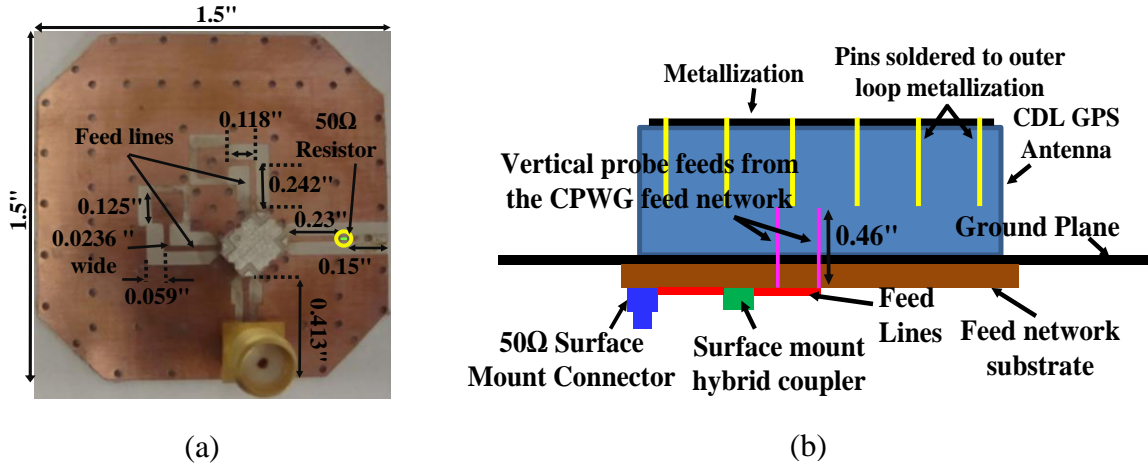 1.5"
1.5"
Feed lines
0.118"
50Ω
Resistor
0.242"
0.125"
0.23"
0.0236 "
wide
0.15"
0.059"
0.413"
(a)
Metallization
Pins soldered to outer
loop metallization
CDL GPS
Antenna
Vertical probe feeds from
the CPWG feed network
0.46"
Ground Plane
Feed
Lines
50Ω Surface
Mount Connector
Surface mount
hybrid coupler
Feed network
substrate
(b)